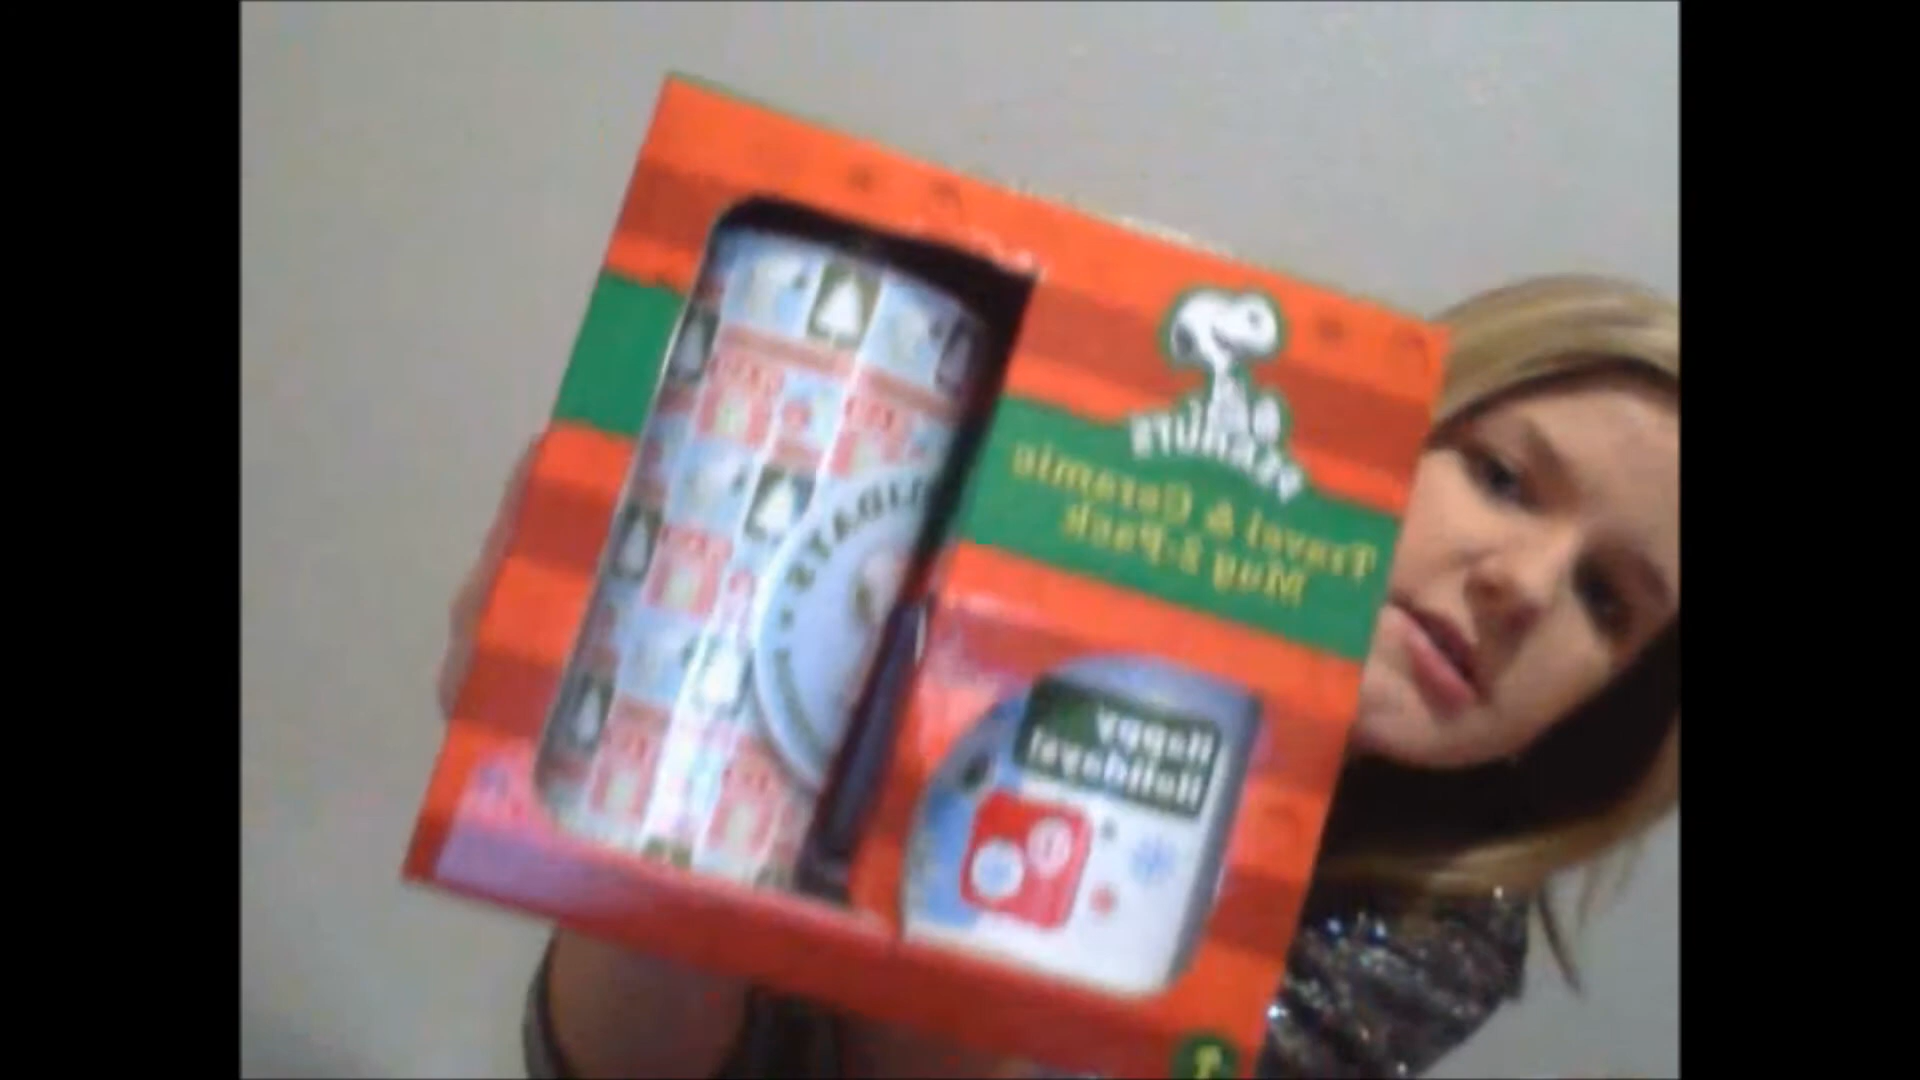 PEANUTS
Travel & Ceramic
Mug 2-Pack
Happy
Holidays!